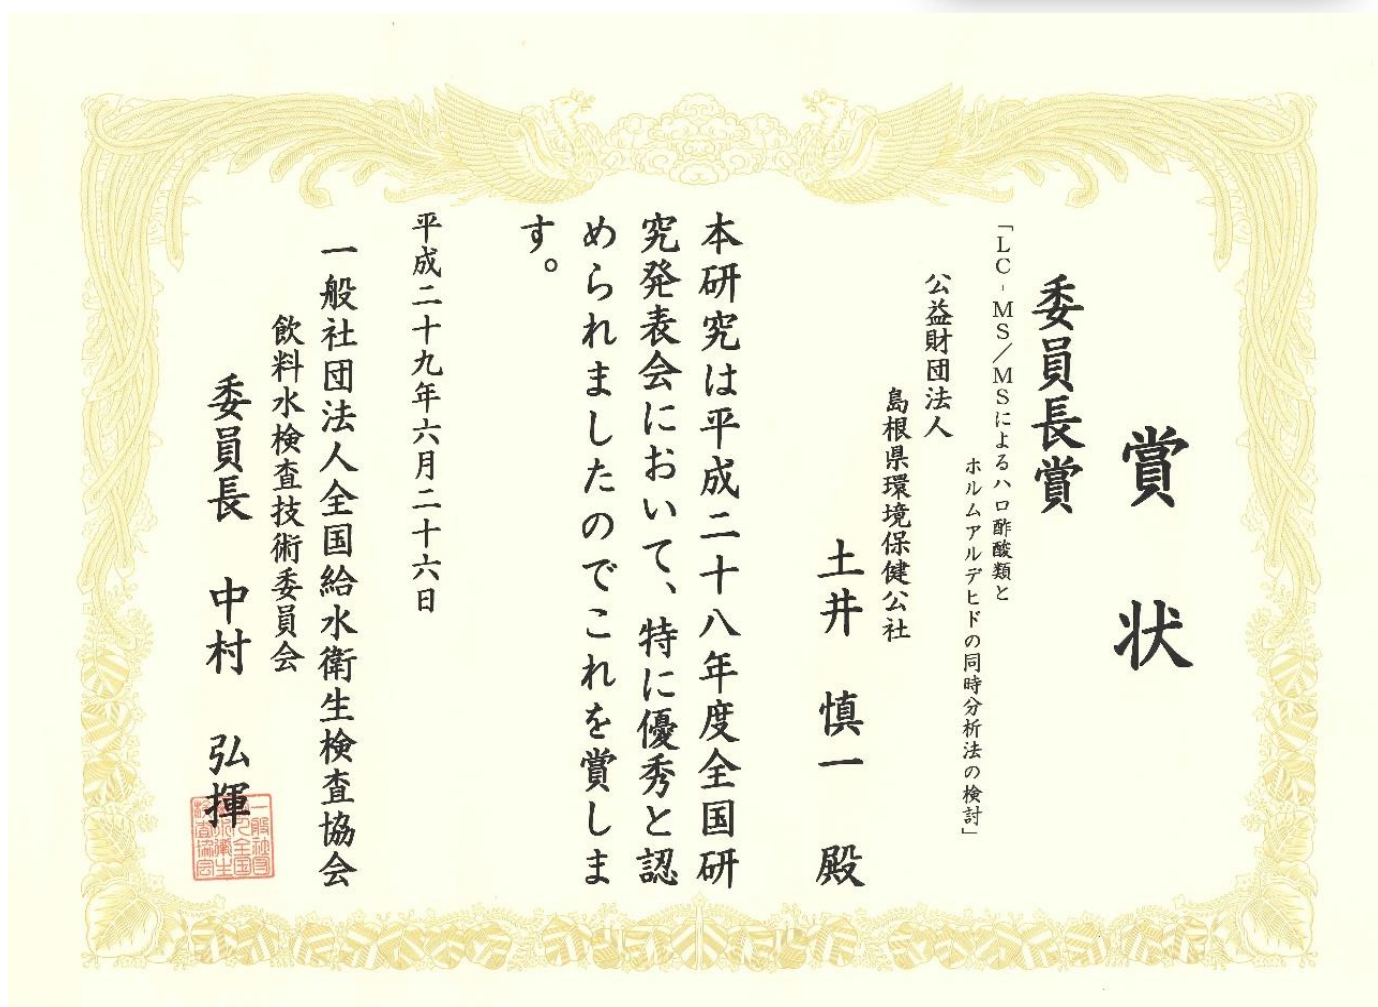 賞状
委員長賞
「LC-MS/MSによるハロ酢酸類と
ホルムアルデヒドの同時分析法の検討」
公益財団法人
島根県環境保健公社
土井 慎一 殿
本研究は平成二十八年度全国研
究発表会において、特に優秀と認
められましたのでこれを賞しま
す。
平成二十九年六月二十六日
一般社団法人全国給水衛生検査協会
飲料水検査技術委員会
委員長 中村 弘揮